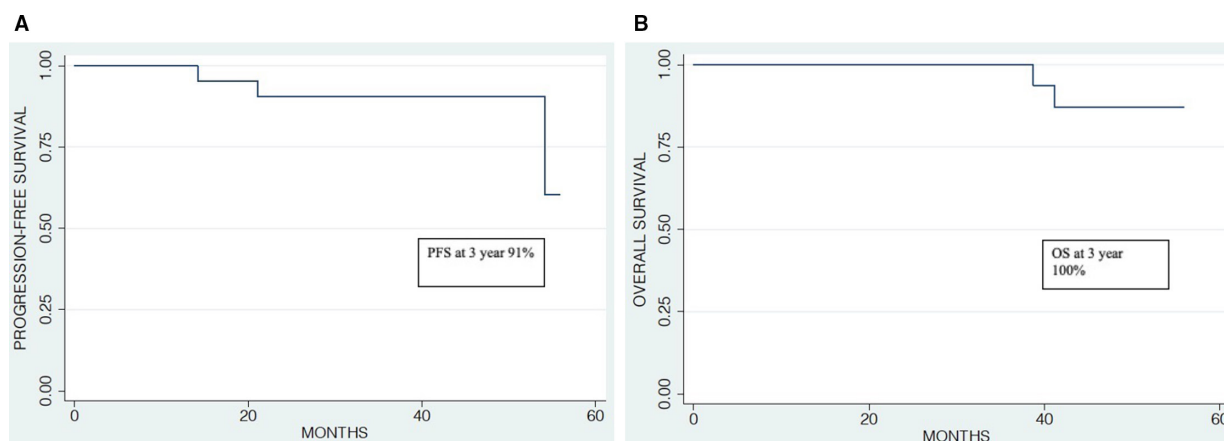 A
PROGRESSION-FREE SURVIVAL
1.00
0.75
0.50
0.25
0.00
PFS at 3 year 91%
0
20
40
60
MONTHS
B
OVERALL SURVIVAL
1.00
0.75
0.50
0.25
0.00
OS at 3 year
100%
0
20
40
60
MONTHS